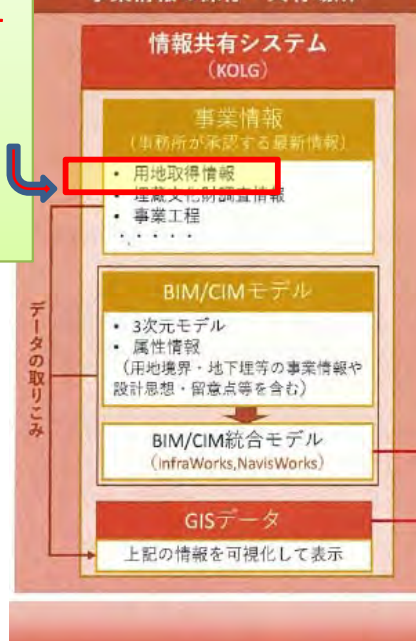 情報共有システム
（KOLG）
事業情報
（事務所が承認する最新情報）
• 用地取得情報
• 埋蔵文化財調査情報
• 事業工程
・・・・・
データの取りこみ
BIM/CIMモデル
• 3次元モデル
• 属性情報
（用地境界・地下埋等の事業情報や
設計思想・留意点等を含む）
BIM/CIM統合モデル
（InfraWorks,NavisWorks）
GISデータ
上記の情報を可視化して表示